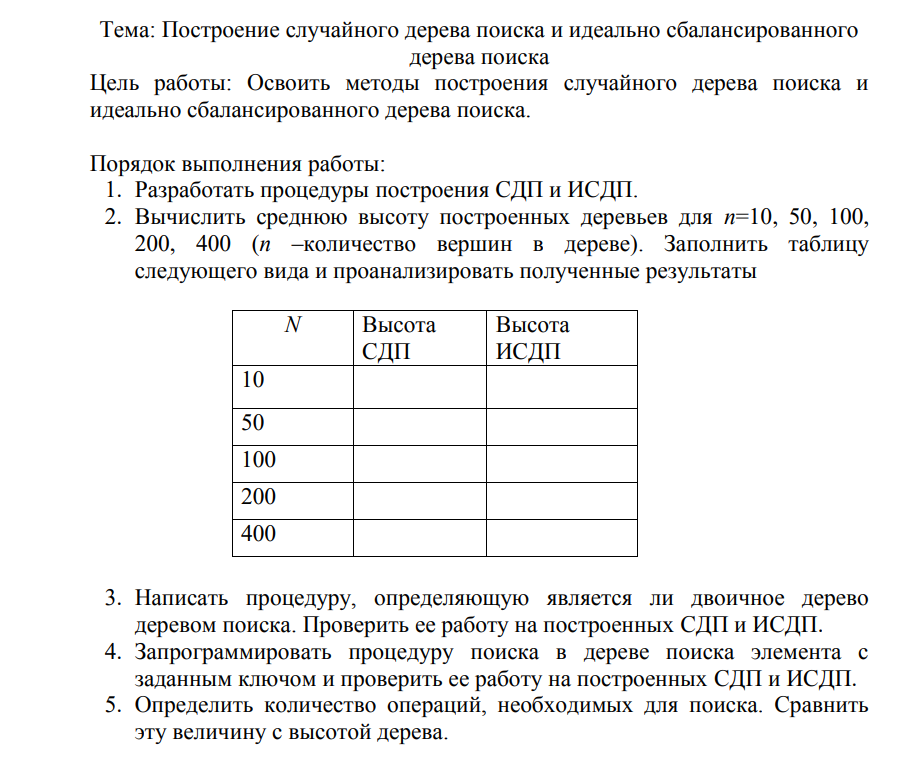 Тема: Построение случайного дерева поиска и идеально сбалансированного
дерева поиска
Цель работы: Освоить методы построения случайного дерева поиска и
идеально сбалансированного дерева поиска.
Порядок выполнения работы:
1. Разработать процедуры построения СДП и ИСДП.
2. Вычислить среднюю высоту построенных деревьев для n=10, 50, 100,
200, 400 (n –количество вершин в дереве). Заполнить таблицу
следующего вида и проанализировать полученные результаты
N Высота СДП Высота ИСДП
10
50
100
200
400
3. Написать процедуру, определяющую является ли двоичное дерево
деревом поиска. Проверить ее работу на построенных СДП и ИСДП.
4. Запрограммировать процедуру поиска в дереве поиска элемента с
заданным ключом и проверить ее работу на построенных СДП и ИСДП.
5. Определить количество операций, необходимых для поиска. Сравнить
эту величину с высотой дерева.